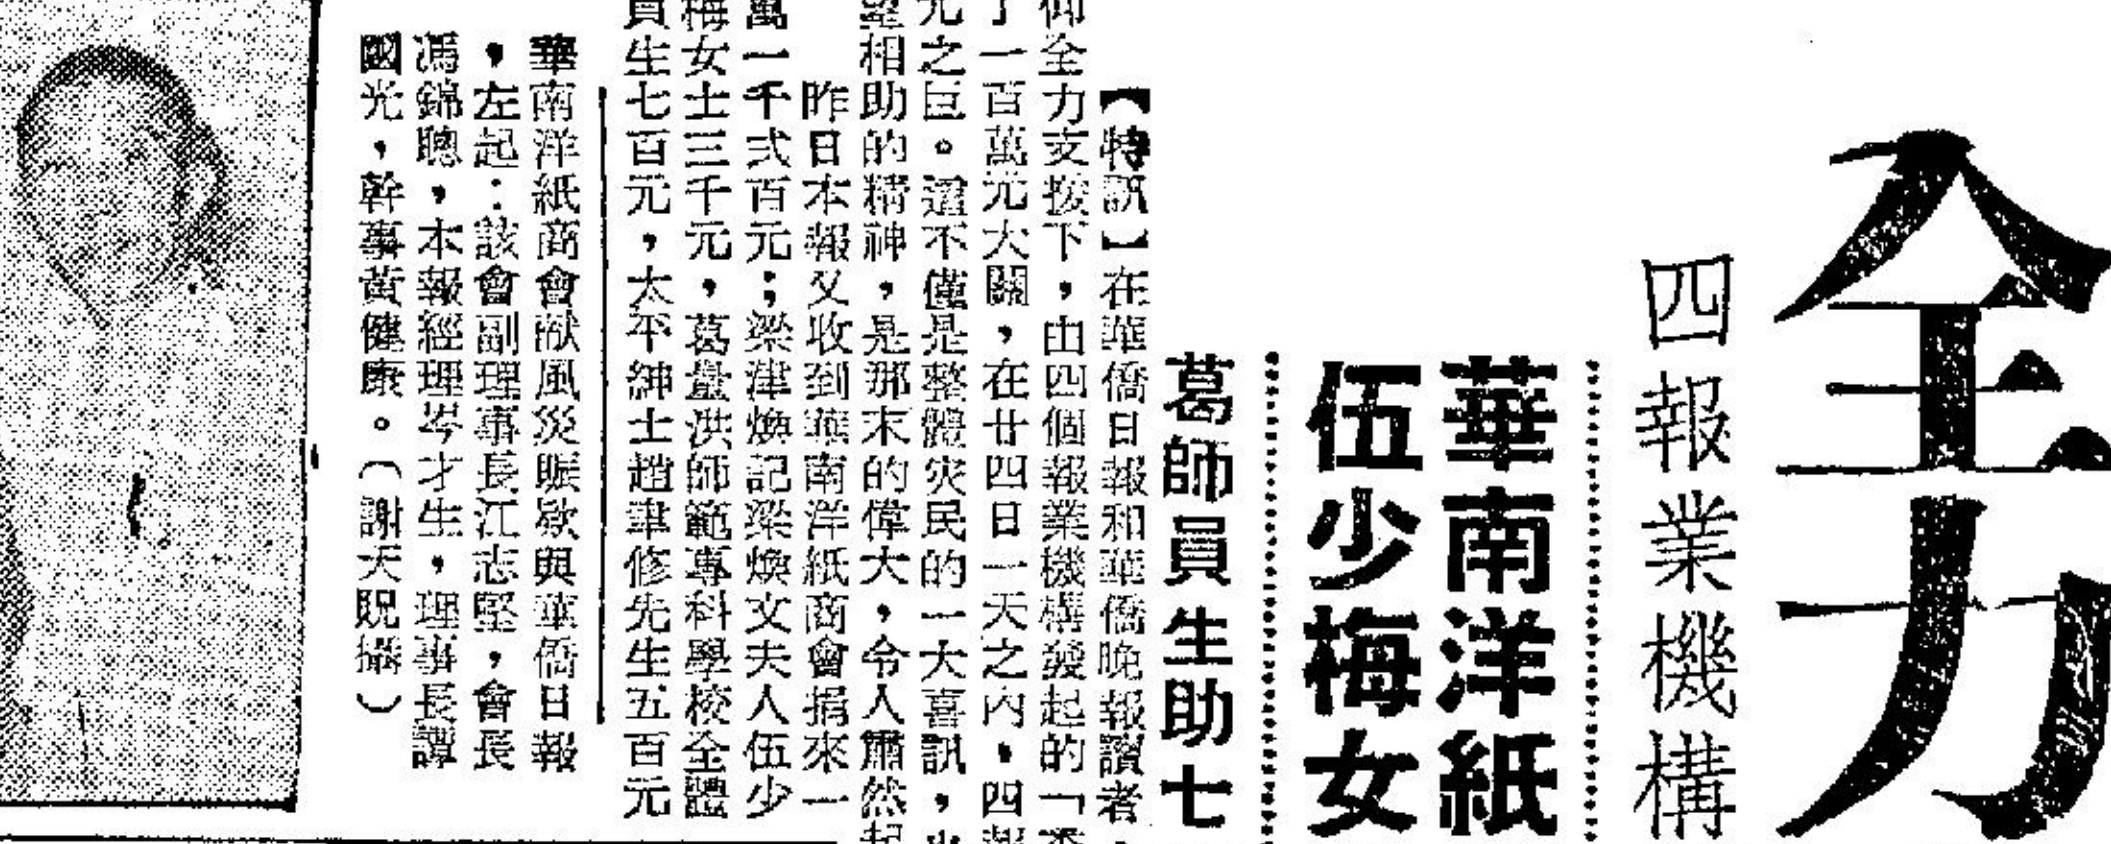 全力
四報業機構
華南洋紙
伍少梅女
葛師員生助七
【特訊】在華僑日報和華僑晚報讀者
仰全力支援下,由四個報業機構發起的「
了一百萬元大關,在廿四日一天之內,四報
元之巨。這不僅是整體災民的一大喜訊,
望相助的精神,是那末的偉大,令人肅然起
昨日本報又收到華南洋紙商會捐來一
萬一千弍百元;梁津煥記梁煥文夫人伍少
梅女士三千元,葛量洪師範專科學校全體
員生七百元,太平紳士趙聿修先生五百元
華南洋紙商會献風災賑欵與華僑日報
,左起:該會副理事長江志堅,會長
馮錦聰,本報經理岑才生,理事長譚
國光,幹事黃健康。(謝天貺攝)